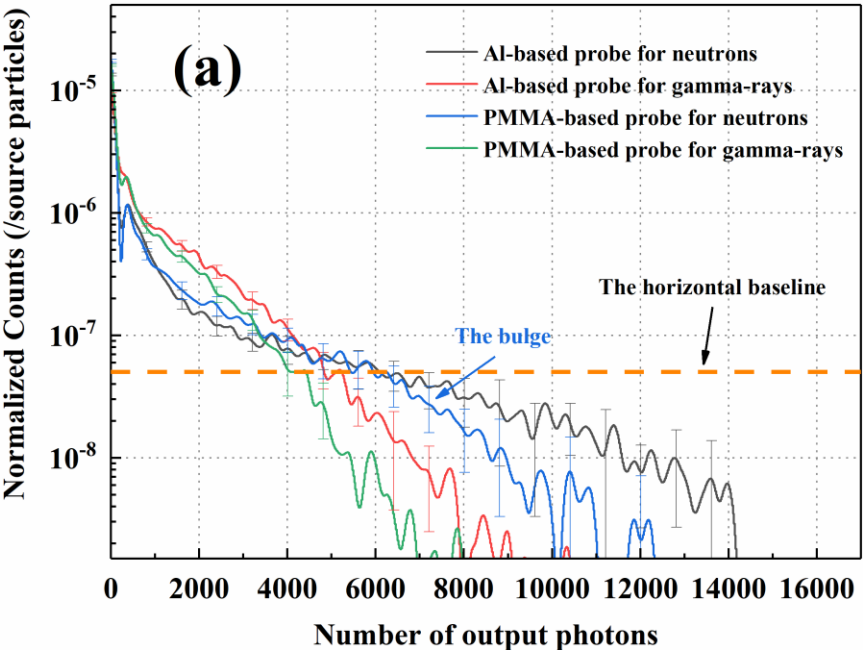 (a)
Al-based probe for neutrons
Al-based probe for gamma-rays
PMMA-based probe for neutrons
PMMA-based probe for gamma-rays
The horizontal baseline
The bulge
Normalized Counts (/source particles)
10-5
10-6
10-7
10-8
0 2000 4000 6000 8000 10000 12000 14000 16000
Number of output photons